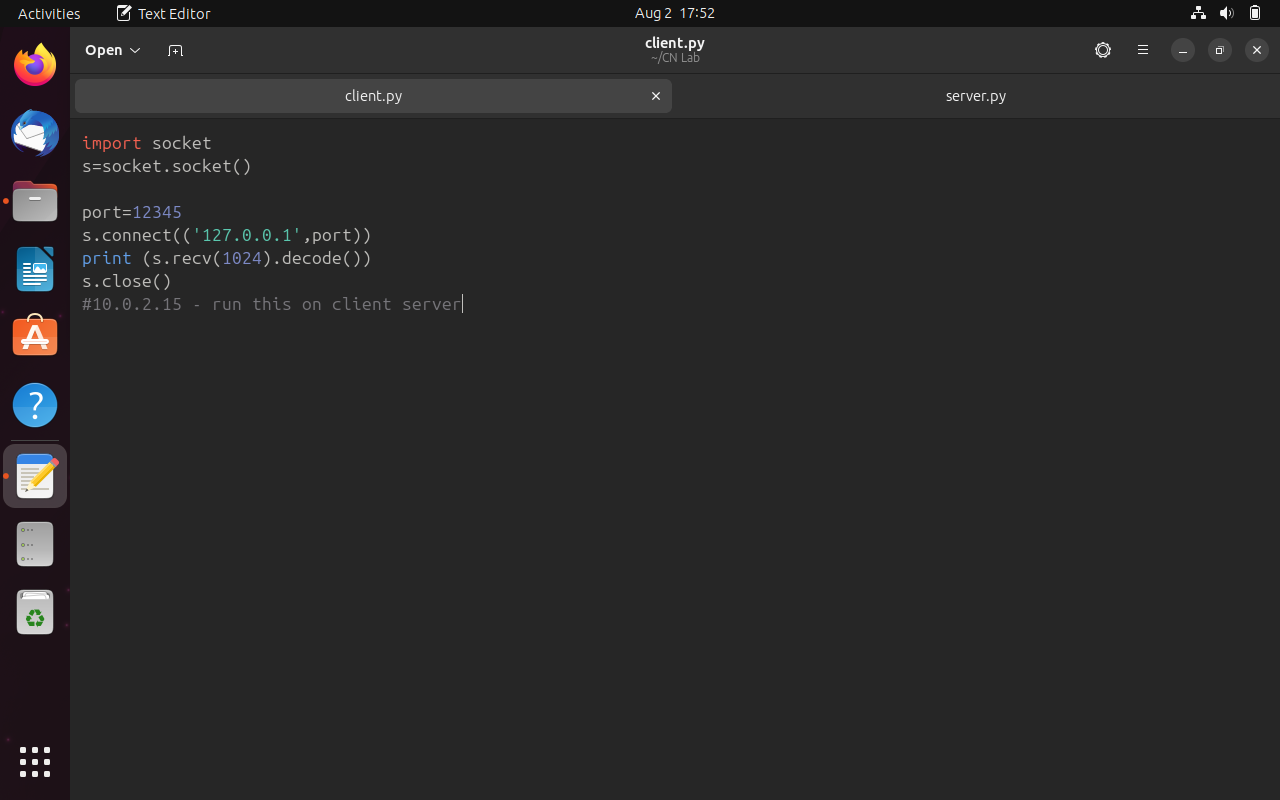 Activities
Text Editor
Aug 2 17:52
Open
client.py
~/CN Lab
client.py
server.py
import socket
s=socket.socket()
port=12345
s.connect(('127.0.0.1',port))
print (s.recv(1024).decode())
s.close()
#10.0.2.15 - run this on client server